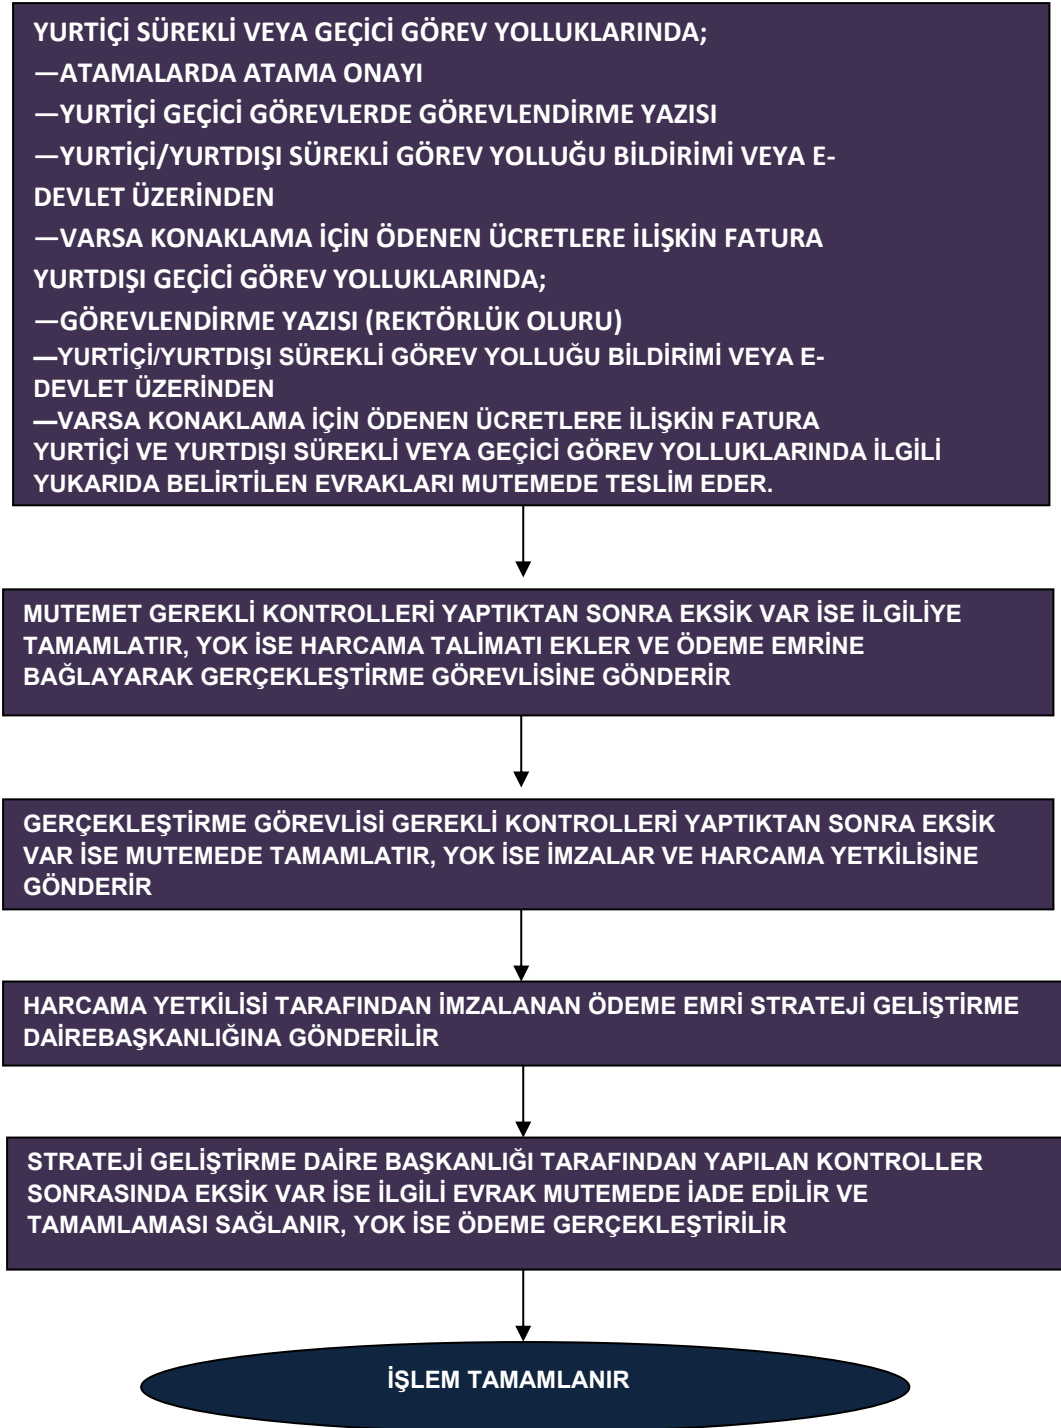 YURTİÇİ SÜREKLİ VEYA GEÇİCİ GÖREV YOLLUKLARINDA;
—ATAMALARDA ATAMA ONAYI
—YURTİÇİ GEÇİCİ GÖREVLERDE GÖREVLENDİRME YAZISI
—YURTİÇİ/YURTDIŞI SÜREKLİ GÖREV YOLLUĞU BİLDİRİMİ VEYA E-
DEVLET ÜZERİNDEN
—VARSA KONAKLAMA İÇİN ÖDENEN ÜCRETLERE İLİŞKİN FATURA
YURTDIŞI GEÇİCİ GÖREV YOLLUKLARINDA;
—GÖREVLENDİRME YAZISI (REKTÖRLÜK OLURU)
—YURTİÇİ/YURTDIŞI SÜREKLİ GÖREV YOLLUĞU BİLDİRİMİ VEYA E-
DEVLET ÜZERİNDEN
—VARSA KONAKLAMA İÇİN ÖDENEN ÜCRETLERE İLİŞKİN FATURA
YURTİÇİ VE YURTDIŞI SÜREKLİ VEYA GEÇİCİ GÖREV YOLLUKLARINDA İLGİLİ
YUKARIDA BELİRTİLEN EVRAKLARI MUTEMEDE TESLİM EDER.
MUTEMET GEREKLİ KONTROLLERİ YAPTIKTAN SONRA EKSİK VAR İSE İLGİLİYE
TAMAMLATIR, YOK İSE HARCAMA TALİMATI EKLER VE ÖDEME EMRİNE
BAĞLAYARAK GERÇEKLEŞTİRME GÖREVLİSİNE GÖNDERİR
GERÇEKLEŞTİRME GÖREVLİSİ GEREKLİ KONTROLLERİ YAPTIKTAN SONRA EKSİK
VAR İSE MUTEMEDE TAMAMLATIR, YOK İSE İMZALAR VE HARCAMA YETKİLİSİNE
GÖNDERİR
HARCAMA YETKİLİSİ TARAFINDAN İMZALANAN ÖDEME EMRİ STRATEJİ GELİŞTİRME
DAİREBAŞKANLIĞINA GÖNDERİLİR
STRATEJİ GELİŞTİRME DAİRE BAŞKANLIĞI TARAFINDAN YAPILAN KONTROLLER
SONRASINDA EKSİK VAR İSE İLGİLİ EVRAK MUTEMEDE İADE EDİLİR VE
TAMAMLAMASI SAĞLANIR, YOK İSE ÖDEME GERÇEKLEŞTİRİLİR
İŞLEM TAMAMLANIR